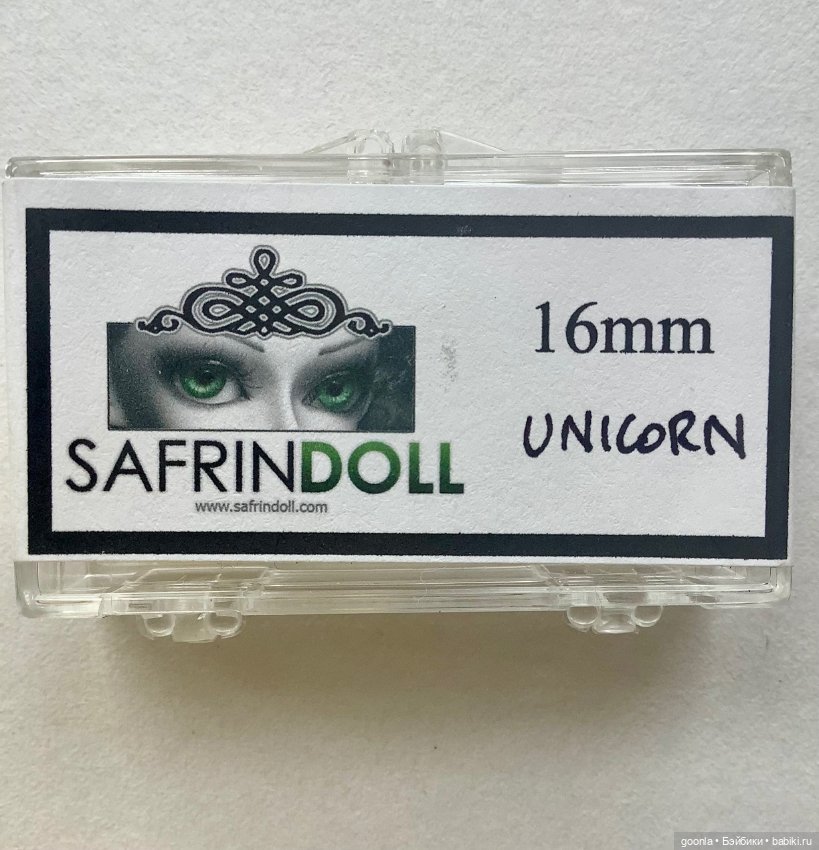 16mm
UNICORN
SAFRINDOLL
www.safrindoll.com
goonla • Бэйбики • babiki.ru